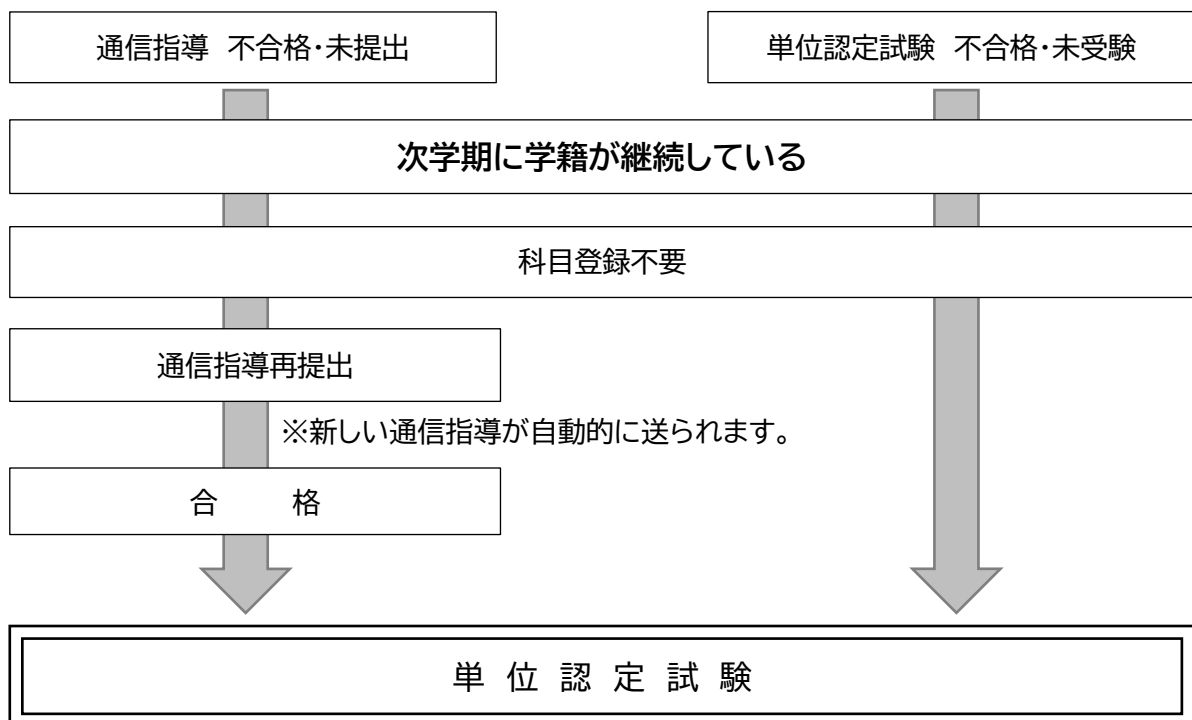 通信指導 不合格・未提出
単位認定試験 不合格・未受験
次学期に学籍が継続している
科目登録不要
通信指導再提出
※新しい通信指導が自動的に送られます。
合 格
単 位 認 定 試 験